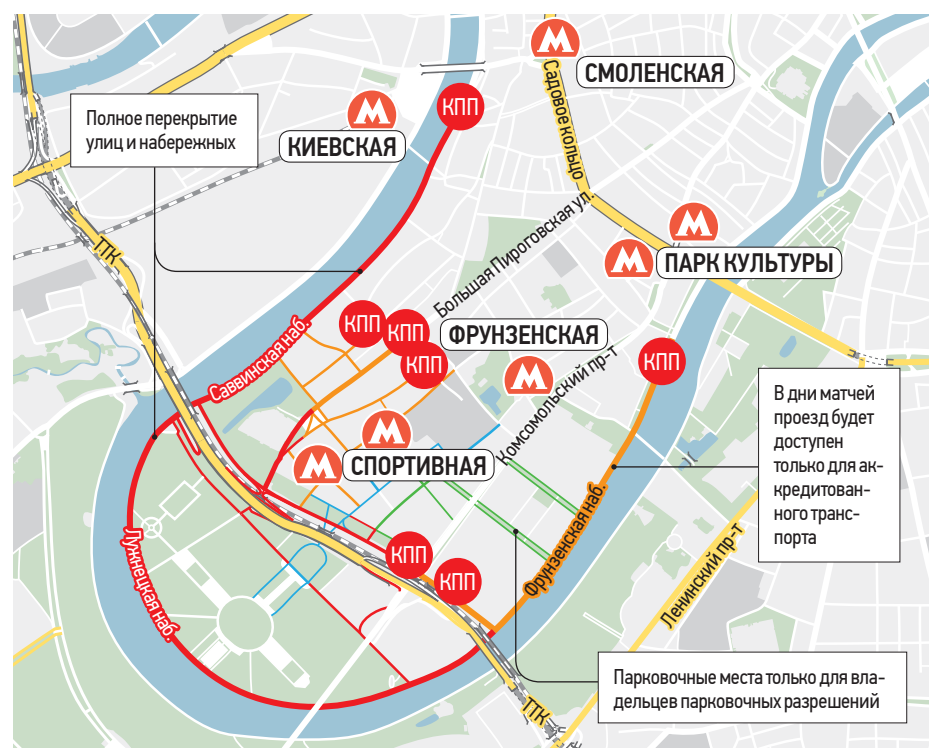 М
СМОЛЕНСКАЯ
Садовое кольцо
Полное перекрытие
улиц и набережных
М
КИЕВСКАЯ
КПП
ТТК
Большая Пироговская ул.
М
М
ПАРК КУЛЬТУРЫ
Саввинская наб.
КПП
КПП
КПП
ФРУНЗЕНСКАЯ
М
КПП
Комсомольский пр-т
В дни матчей
проезд будет
доступен
только для ак-
кредитован-
ного транс-
порта
М
М
СПОРТИВНАЯ
Фрунзенская наб.
Лужнецкая наб.
КПП
КПП
Ленинский пр-т
Парковочные места только для вла-
дельцев парковочных разрешений
ТТК